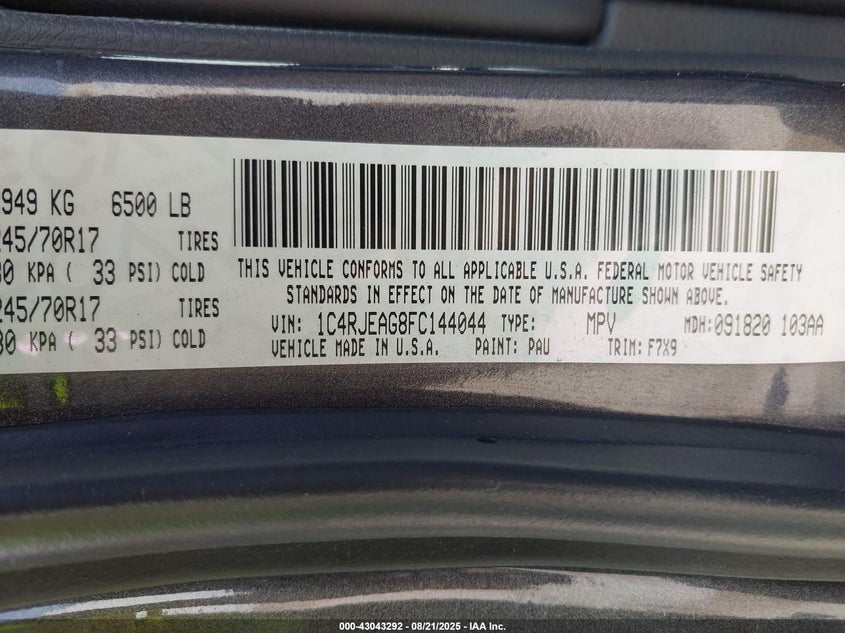 949 KG 6500 LB
245/70R17 TIRES
30 KPA ( 33 PSI) COLD
245/70R17 TIRES
30 KPA ( 33 PSI) COLD
THIS VEHICLE CONFORMS TO ALL APPLICABLE U.S.A. FEDERAL MOTOR VEHICLE SAFETY
STANDARDS IN EFFECT ON THE DATE OF MANUFACTURE SHOWN ABOVE.
VIN: 1C4RJEAG8FC144044 TYPE: MPV MDH:091820 103AA
VEHICLE MADE IN U.S.A. PAINT: PAU TRIM: F7X9
000-43043292 - 08/21/2025 - IAA Inc.